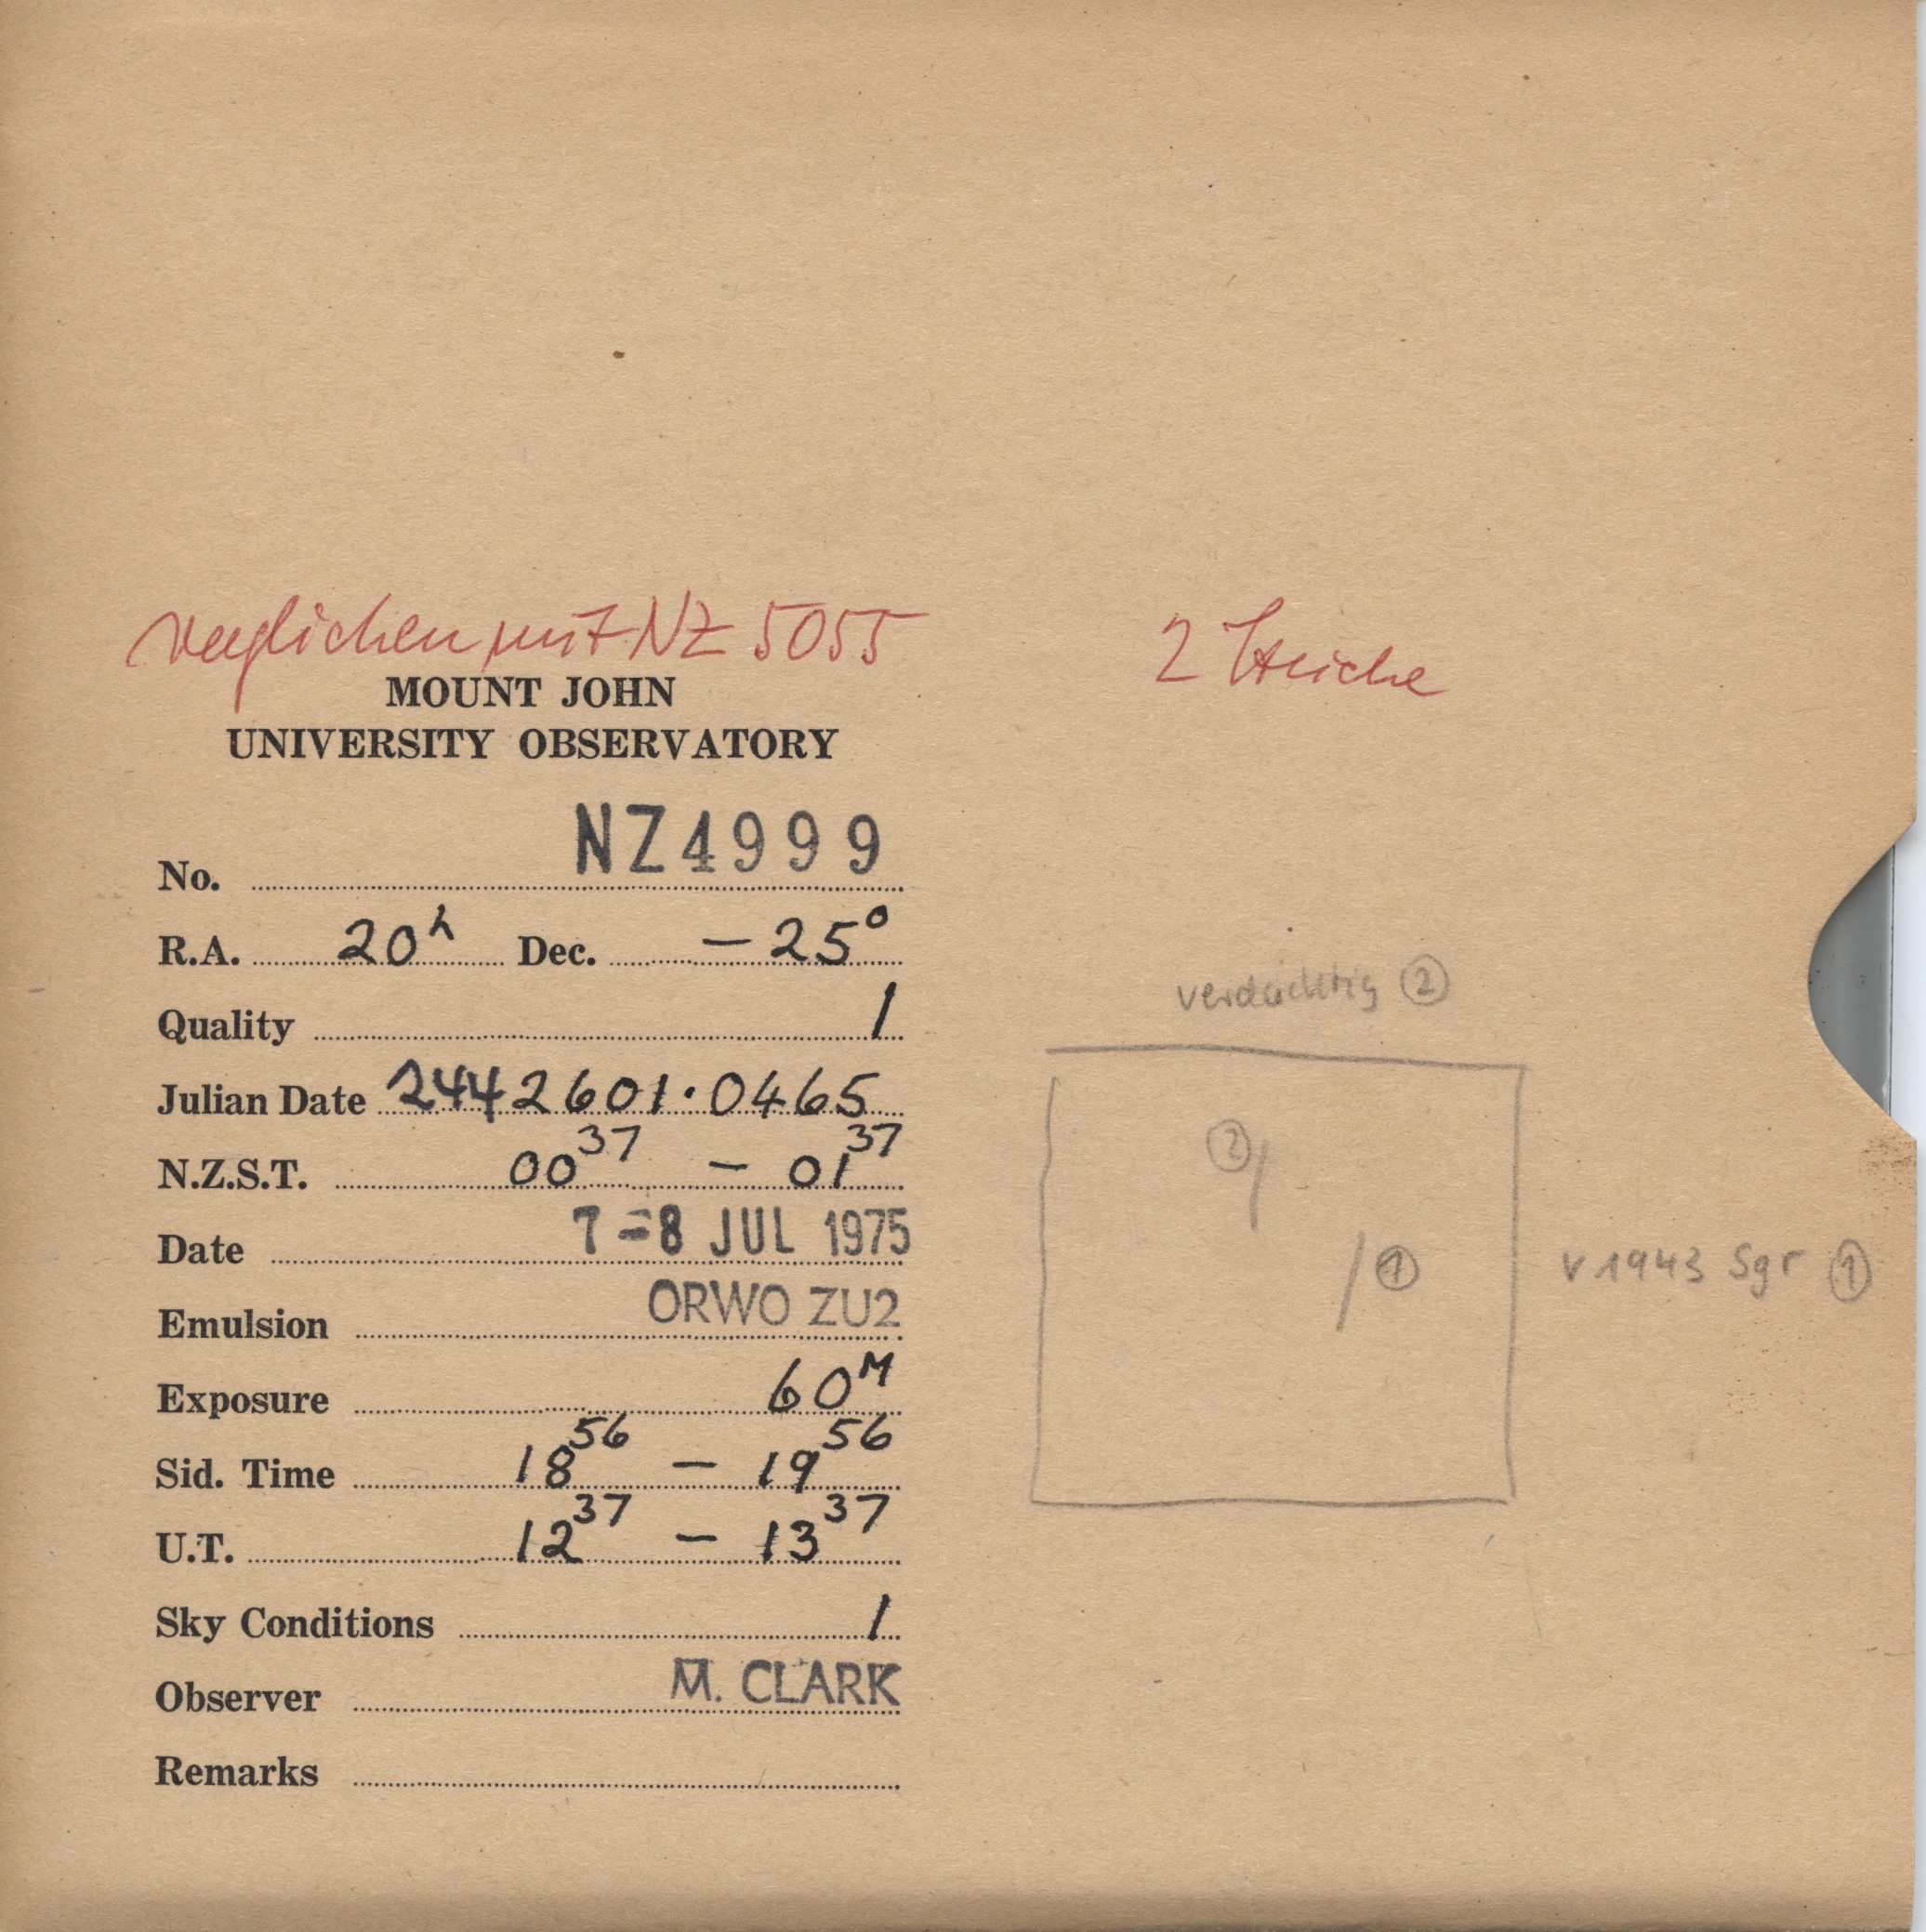 verglichen mit NZ 5055
2 Striche
MOUNT JOHN
UNIVERSITY OBSERVATORY
No. NZ4999
R.A. 20h Dec. -25°
Quality 1
Julian Date 2442601.0465
N.Z.S.T. 00 37 - 01 37
Date 7-8 JUL 1975
Emulsion ORWO ZU2
Exposure 60M
Sid. Time 18 56 - 19 56
U.T. 12 37 - 13 37
Sky Conditions 1
Observer M. CLARK
Remarks
verdächtig ②
②
①
V 1943 Sgr ①